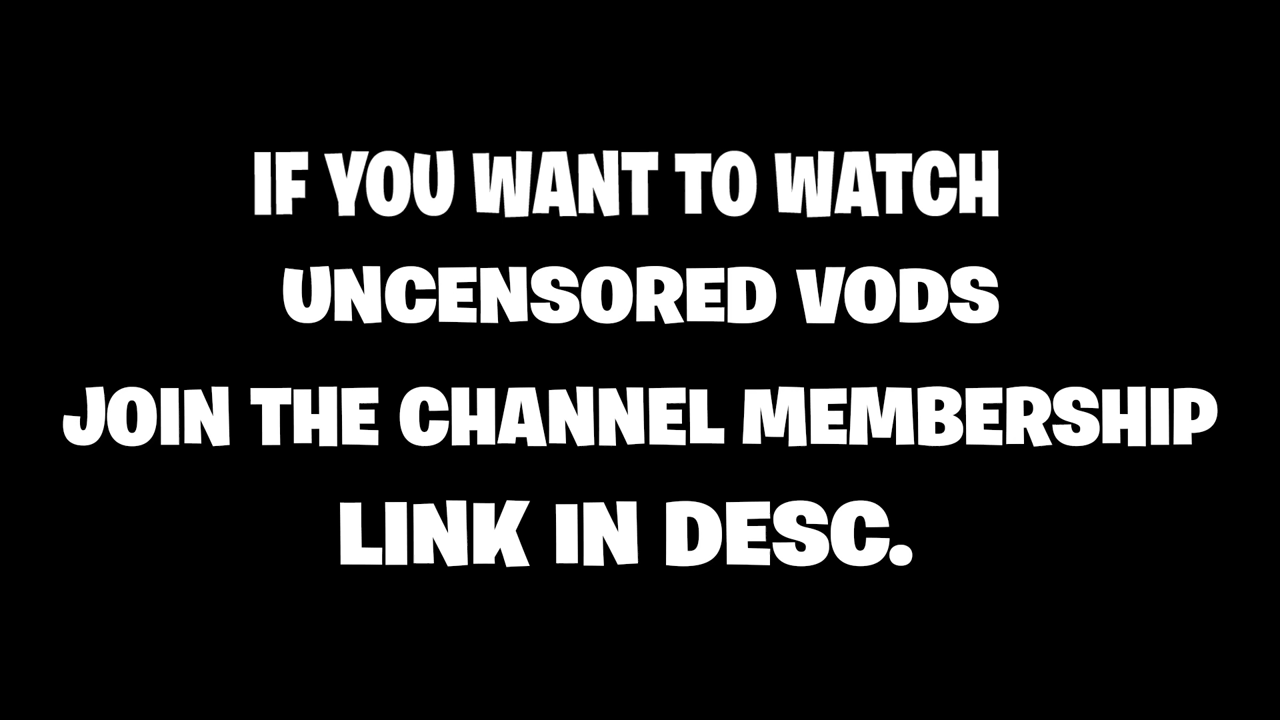 IF YOU WANT TO WATCH
UNCENSORED VODS
JOIN THE CHANNEL MEMBERSHIP
LINK IN DESC.